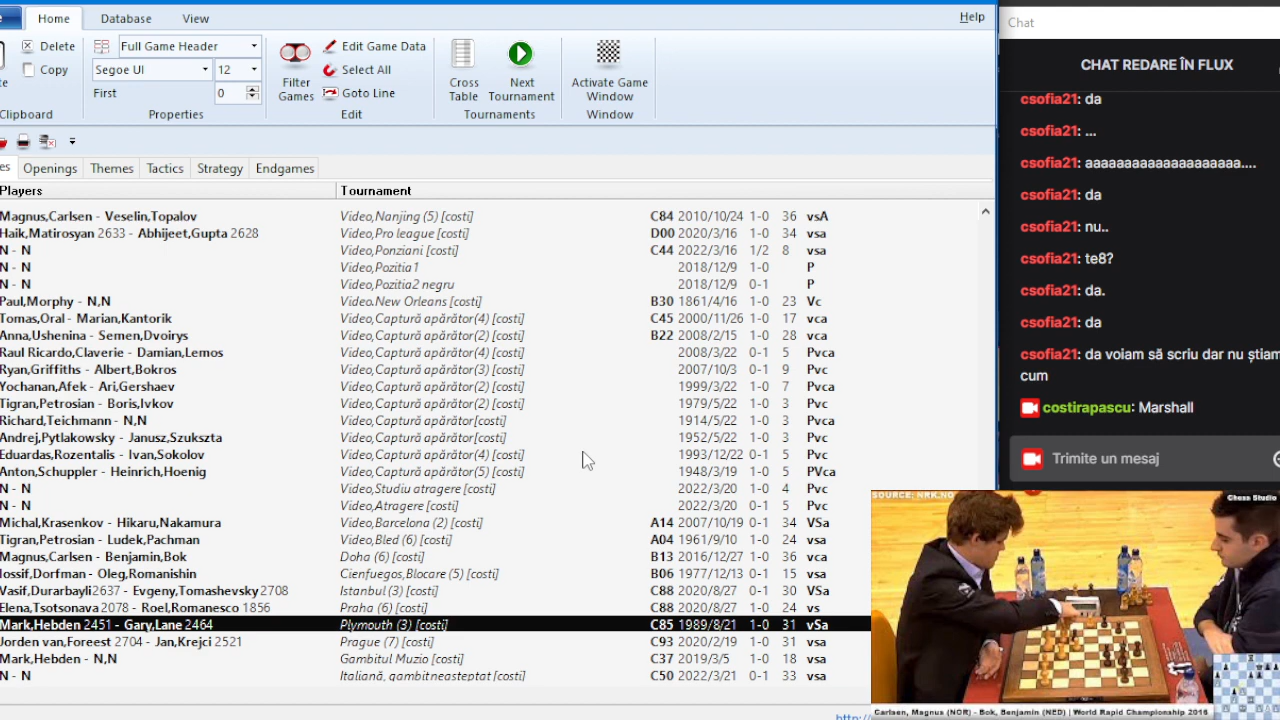 Home Database View Help
Delete
Copy
Clipboard
Full Game Header
Segoe UI 12
First 0
Properties
Filter
Games
Edit Game Data
Select All
Goto Line
Edit
Cross
Table
Next
Tournament
Tournaments
Activate Game
Window
Window
Openings Themes Tactics Strategy Endgames
Players Tournament
Magnus,Carlsen - Veselin,Topalov Video,Nanjing (5) [costi] C84 2010/10/24 1-0 36 vsA
Haik,Matirosyan 2633 - Abhijeet,Gupta 2628 Video,Pro league [costi] D00 2020/3/16 1-0 34 vsa
N - N Video,Ponziani [costi] C44 2022/3/16 1/2 8 vsa
N - N Video,Pozitia1 2018/12/9 1-0 P
N - N Video,Pozitia2 negru 2018/12/9 0-1 P
Paul,Morphy - N,N Video.New Orleans [costi] B30 1861/4/16 1-0 23 Vc
Tomas,Oral - Marian,Kantorik Video,Captură apărător(4) [costi] C45 2000/11/26 1-0 17 vca
Anna,Ushenina - Semen,Dvoirys Video,Captură apărător(2) [costi] B22 2008/2/15 1-0 28 vca
Raul Ricardo,Claverie - Damian,Lemos Video,Captură apărător(4) [costi] 2008/3/22 0-1 5 Pvca
Ryan,Griffiths - Albert,Bokros Video,Captură apărător(3) [costi] 2007/10/3 0-1 9 Pvc
Yochanan,Afek - Ari,Gershaev Video,Captură apărător(2) [costi] 1999/3/22 1-0 7 Pvca
Tigran,Petrosian - Boris,Ivkov Video,Captură apărător(2) [costi] 1979/5/22 1-0 3 Pvca
Richard,Teichmann - N,N Video,Captură apărător[costi] 1914/5/22 1-0 3 Pvca
Andrej,Pytlakowsky - Janusz,Szukszta Video,Captură apărător[costi] 1952/5/22 1-0 3 Pvc
Eduardas,Rozentalis - Ivan,Sokolov Video,Captură apărător(4) [costi] 1993/12/22 0-1 5 Pvc
Anton,Schuppler - Heinrich,Hoenig Video,Captură apărător(5) [costi] 1948/3/19 1-0 5 PVca
N - N Video,Studiu atragere [costi] 2022/3/20 1-0 4 Pvc
N - N Video,Atragere [costi] 2022/3/20 0-1 5 Pvc
Michal,Krasenkov - Hikaru,Nakamura Video,Barcelona (2) [costi] A14 2007/10/19 0-1 34 VSa
Tigran,Petrosian - Ludek,Pachman Video,Bled (6) [costi] A04 1961/9/10 1-0 24 vsa
Magnus,Carlsen - Benjamin,Bok Doha (6) [costi] B13 2016/12/27 1-0 36 vca
Iossif,Dorfman - Oleg,Romanishin Cienfuegos,Blocare (5) [costi] B06 1977/12/13 0-1 15 vsa
Vasif,Durarbayli 2637 - Evgeny,Tomashevsky 2708 Istanbul (3) [costi] C88 2020/8/27 0-1 30 VSa
Elena,Tsotsonava 2078 - Roel,Romanesco 1856 Praha (6) [costi] C88 2020/8/27 1-0 24 vs
Mark,Hebden 2451 - Gary,Lane 2464 Plymouth (3) [costi] C85 1989/8/21 1-0 31 vSa
Jorden van,Foreest 2704 - Jan,Krejci 2521 Prague (7) [costi] C93 2020/2/19 1-0 31 vsa
Mark,Hebden - N,N Gambitul Muzio [costi] C37 2019/3/5 1-0 18 vsa
N - N Italiană, gambit neasteptat [costi] C50 2022/3/21 0-1 33 vsa
http://
Chat
CHAT REDARE ÎN FLUX
csofia21: da
csofia21: ...
csofia21: aaaaaaaaaaaaaaaaaaaa....
csofia21: da
csofia21: nu..
csofia21: te8?
csofia21: da.
csofia21: da
csofia21: da voiam să scriu dar nu știam
cum
costirapascu: Marshall
Trimite un mesaj
SOURCE: NRK.NO Chess Studio
Carlsen, Magnus (NOR) - Bok, Benjamin (NED) | World Rapid Championship 2016